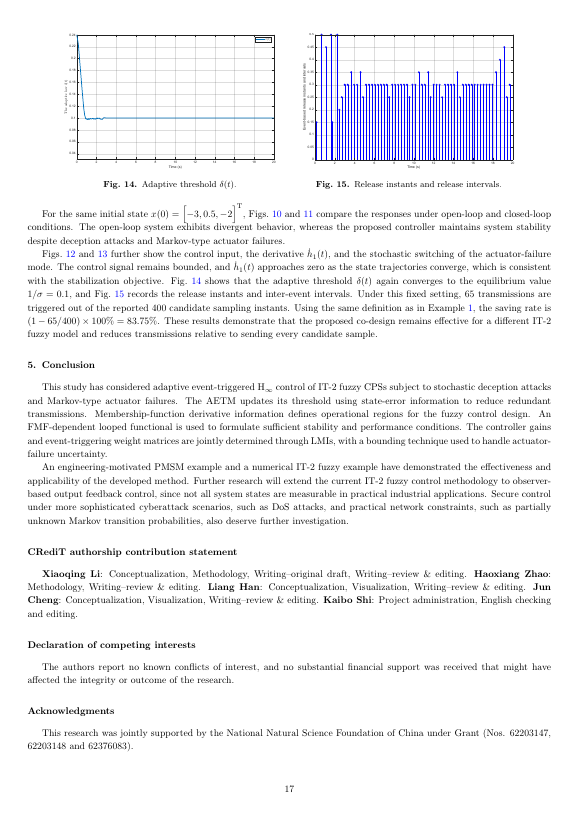 Fig. 14. Adaptive threshold δ(t).
Fig. 15. Release instants and release intervals.
For the same initial state x(0) = [−3, 0.5, −2]^T, Figs. 10 and 11 compare the responses under open-loop and closed-loop
conditions. The open-loop system exhibits divergent behavior, whereas the proposed controller maintains system stability
despite deception attacks and Markov-type actuator failures.
Figs. 12 and 13 further show the control input, the derivative ḣ₁(t), and the stochastic switching of the actuator-failure
mode. The control signal remains bounded, and ḣ₁(t) approaches zero as the state trajectories converge, which is consistent
with the stabilization objective. Fig. 14 shows that the adaptive threshold δ(t) again converges to the equilibrium value
1/σ = 0.1, and Fig. 15 records the release instants and inter-event intervals. Under this fixed setting, 65 transmissions are
triggered out of the reported 400 candidate sampling instants. Using the same definition as in Example 1, the saving rate is
(1 − 65/400) × 100% = 83.75%. These results demonstrate that the proposed co-design remains effective for a different IT-2
fuzzy model and reduces transmissions relative to sending every candidate sample.
5. Conclusion
This study has considered adaptive event-triggered H∞ control of IT-2 fuzzy CPSs subject to stochastic deception attacks
and Markov-type actuator failures. The AETM updates its threshold using state-error information to reduce redundant
transmissions. Membership-function derivative information defines operational regions for the fuzzy control design. An
FMF-dependent looped functional is used to formulate sufficient stability and performance conditions. The controller gains
and event-triggering weight matrices are jointly determined through LMIs, with a bounding technique used to handle actuator-
failure uncertainty.
An engineering-motivated PMSM example and a numerical IT-2 fuzzy example have demonstrated the effectiveness and
applicability of the developed method. Further research will extend the current IT-2 fuzzy control methodology to observer-
based output feedback control, since not all system states are measurable in practical industrial applications. Secure control
under more sophisticated cyberattack scenarios, such as DoS attacks, and practical network constraints, such as partially
unknown Markov transition probabilities, also deserve further investigation.
CRediT authorship contribution statement
Xiaoqing Li: Conceptualization, Methodology, Writing–original draft, Writing–review & editing. Haoxiang Zhao:
Methodology, Writing–review & editing. Liang Han: Conceptualization, Visualization, Writing–review & editing. Jun
Cheng: Conceptualization, Visualization, Writing–review & editing. Kaibo Shi: Project administration, English checking
and editing.
Declaration of competing interests
The authors report no known conflicts of interest, and no substantial financial support was received that might have
affected the integrity or outcome of the research.
Acknowledgments
This research was jointly supported by the National Natural Science Foundation of China under Grant (Nos. 62203147,
62203148 and 62376083).
17